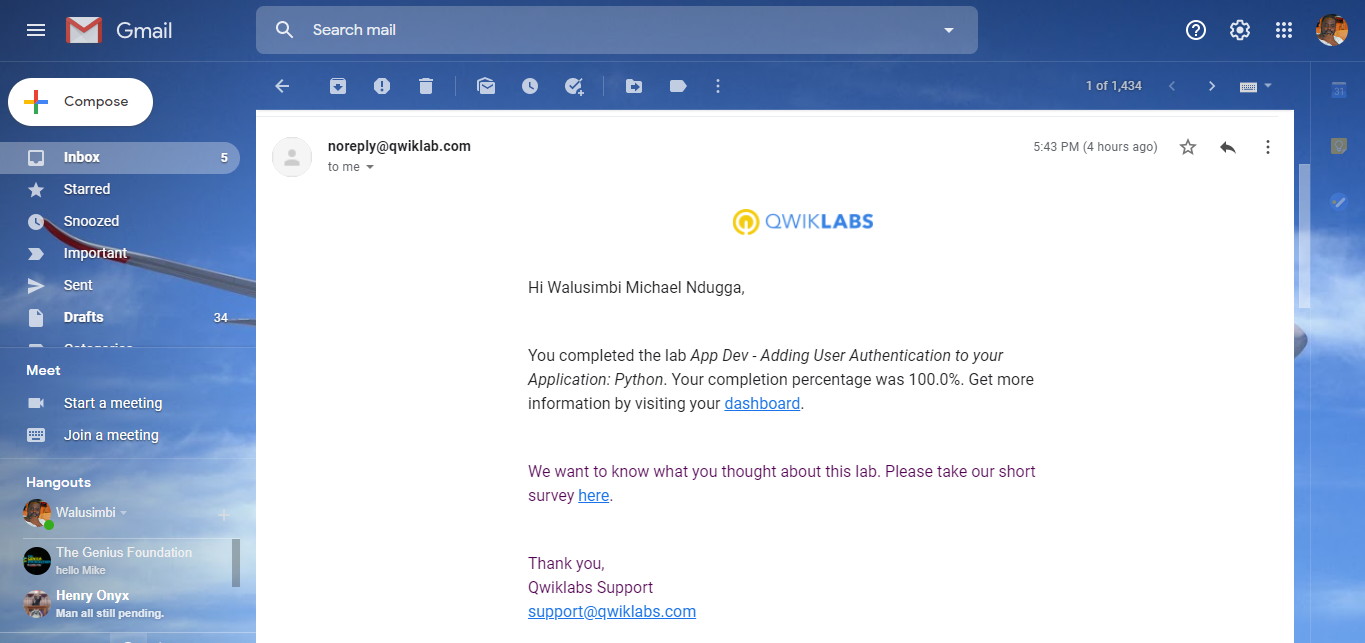 Gmail
Search mail
Compose
1 of 1,434
31
Inbox 5
Starred
Snoozed
Important
Sent
Drafts 34
Categories
Meet
Start a meeting
Join a meeting
Hangouts
Walusimbi
The Genius Foundation
hello Mike
Henry Onyx
Man all still pending.
noreply@qwiklab.com
5:43 PM (4 hours ago)
to me
QWIKLABS
Hi Walusimbi Michael Ndugga,
You completed the lab App Dev - Adding User Authentication to your
Application: Python. Your completion percentage was 100.0%. Get more
information by visiting your dashboard.
We want to know what you thought about this lab. Please take our short
survey here.
Thank you,
Qwiklabs Support
support@qwiklabs.com